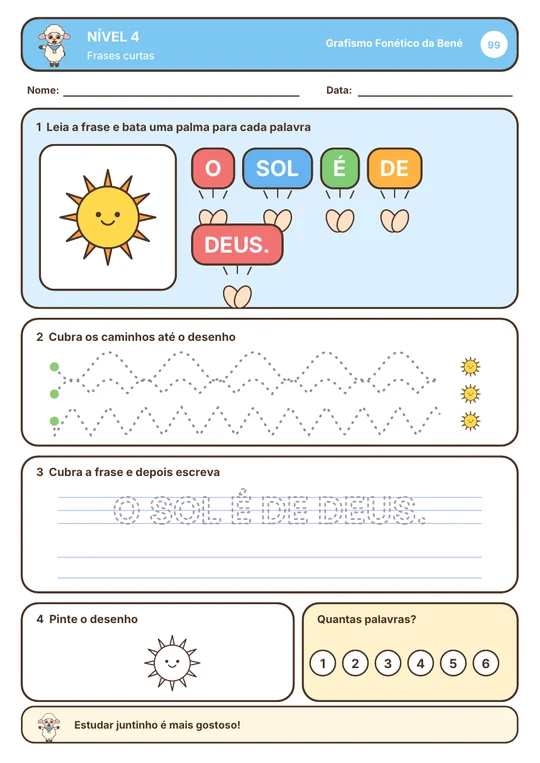 NÍVEL 4
Frases curtas
Grafismo Fonético da Bené
99
Nome:
Data:
1 Leia a frase e bata uma palma para cada palavra
O SOL É DE
DEUS.
2 Cubra os caminhos até o desenho
3 Cubra a frase e depois escreva
O SOL É DE DEUS.
4 Pinte o desenho
Quantas palavras?
1 2 3 4 5 6
Estudar juntinho é mais gostoso!